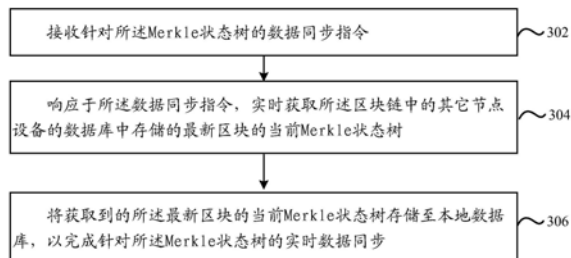 接收针对所述Merkle状态树的数据同步指令
302
响应于所述数据同步指令，实时获取所述区块链中的其它节点
设备的数据库中存储的最新区块的当前Merkle状态树
304
将获取到的所述最新区块的当前Merkle状态树存储至本地数据
库，以完成针对所述Merkle状态树的实时数据同步
306